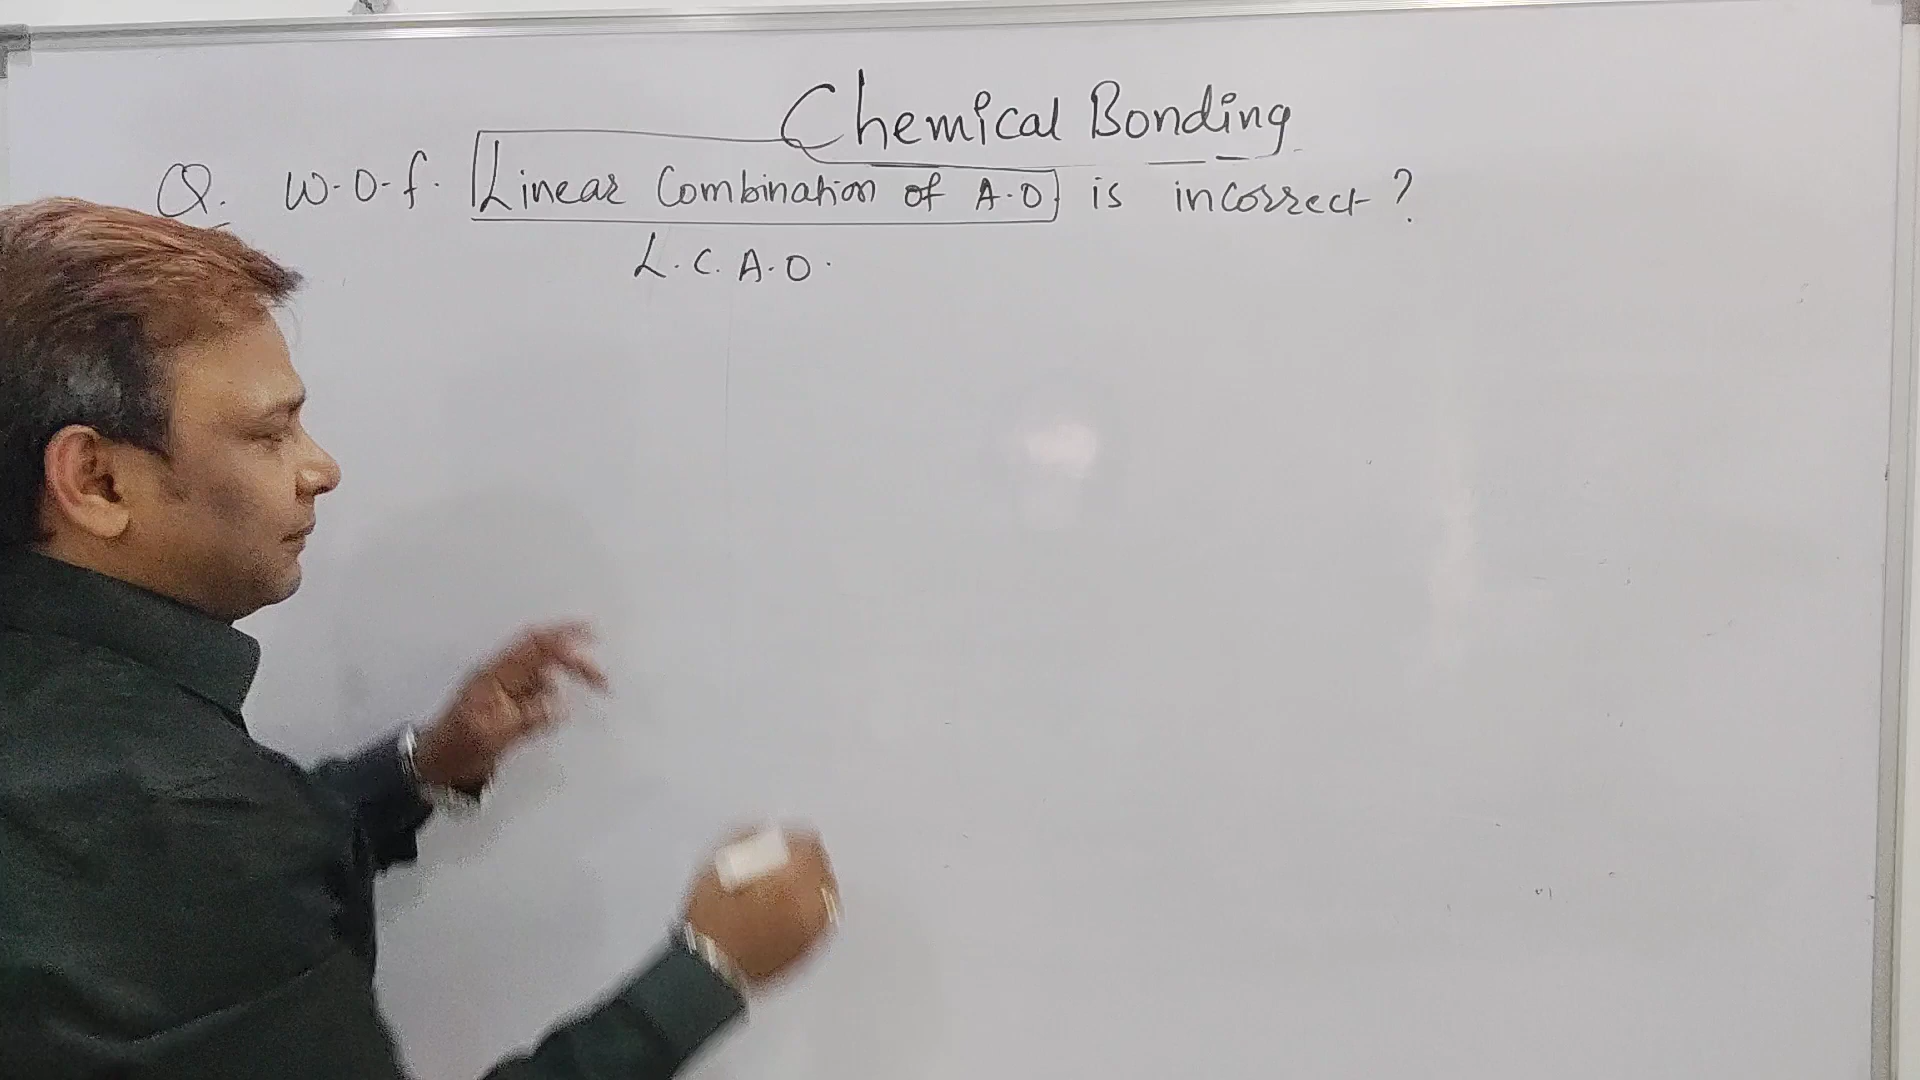 Chemical Bonding
Q. W.O.f. Linear Combination of A.O is incorrect ?
L.C.A.O.